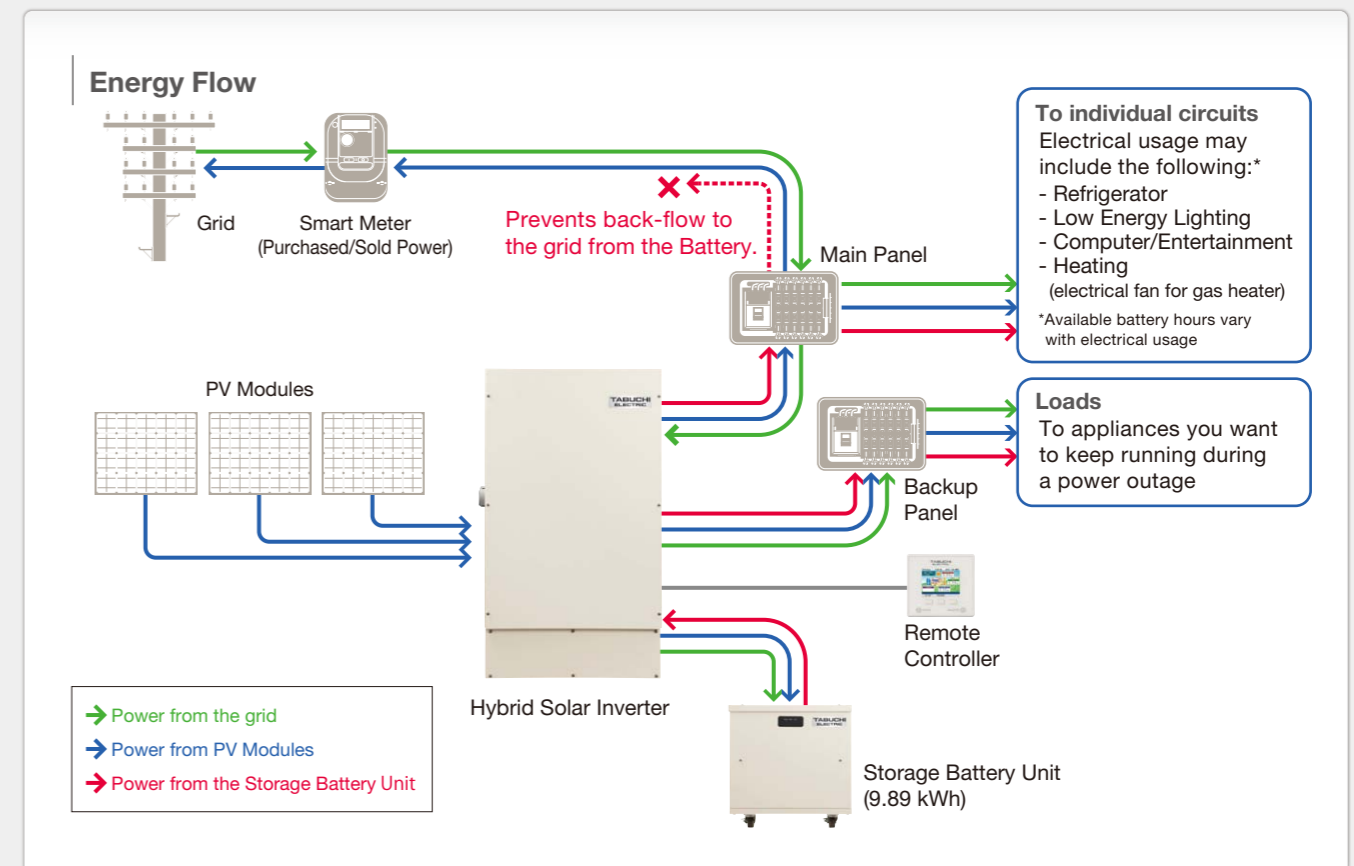 Energy Flow
Grid
Smart Meter
(Purchased/Sold Power)
Prevents back-flow to
the grid from the Battery.
Main Panel
To individual circuits
Electrical usage may
include the following:*
- Refrigerator
- Low Energy Lighting
- Computer/Entertainment
- Heating
(electrical fan for gas heater)
*Available battery hours vary
with electrical usage
PV Modules
TABUCHI
ELECTRIC
Backup
Panel
Loads
To appliances you want
to keep running during
a power outage
TABUCHI
Remote
Controller
Hybrid Solar Inverter
TABUCHI
ELECTRIC
Storage Battery Unit
(9.89 kWh)
Power from the grid
Power from PV Modules
Power from the Storage Battery Unit